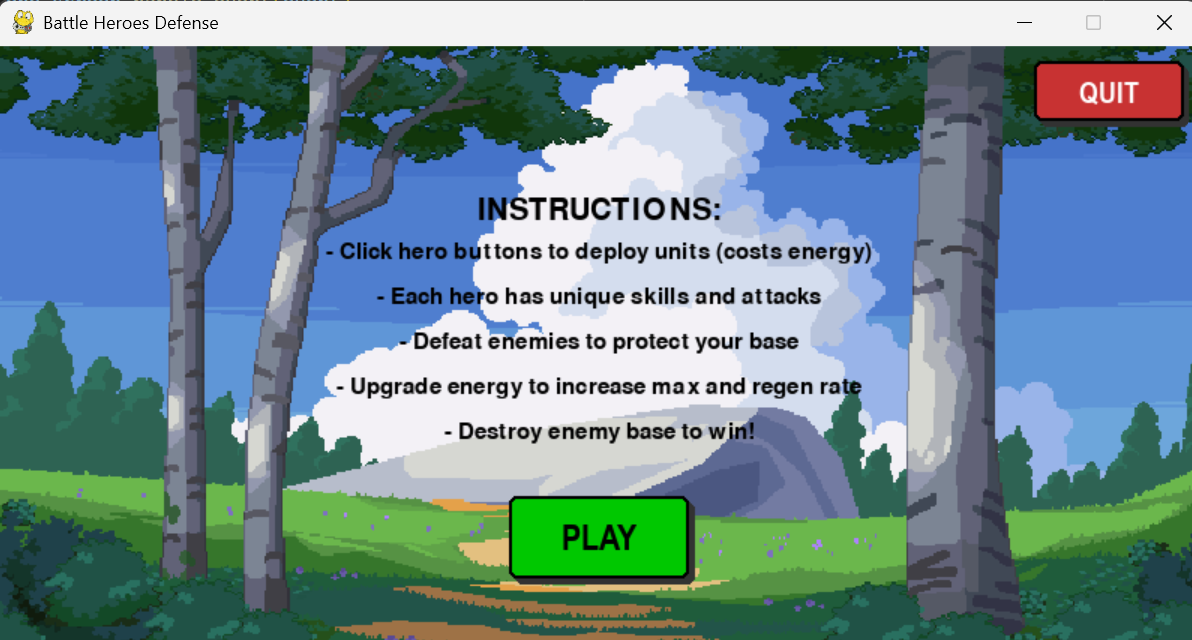 Battle Heroes Defense
QUIT
INSTRUCTIONS:
- Click hero buttons to deploy units (costs energy)
- Each hero has unique skills and attacks
- Defeat enemies to protect your base
- Upgrade energy to increase max and regen rate
- Destroy enemy base to win!
PLAY